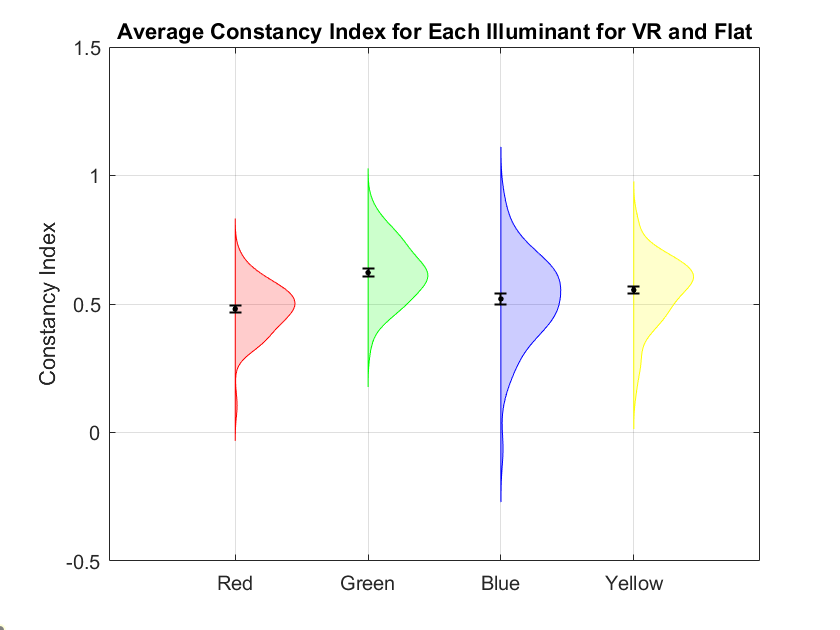 Average Constancy Index for Each Illuminant for VR and Flat
1.5
1
0.5
0
-0.5
Constancy Index
Red Green Blue Yellow